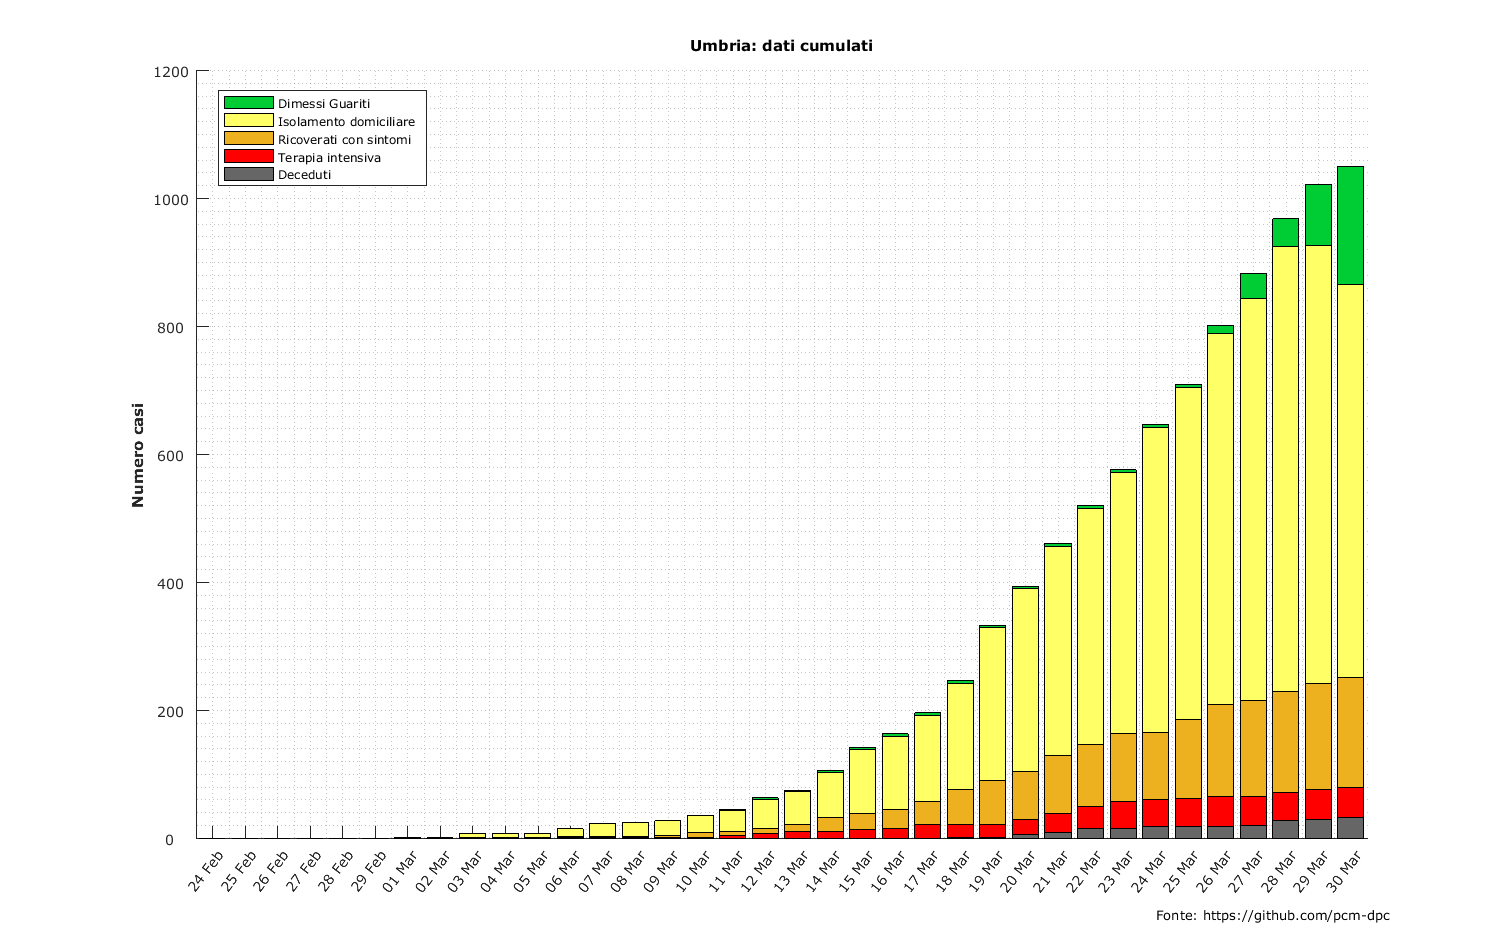 Umbria: dati cumulati
1200
1000
800
600
400
200
0
Numero casi
Dimessi Guariti
Isolamento domiciliare
Ricoverati con sintomi
Terapia intensiva
Deceduti
24 Feb
25 Feb
26 Feb
27 Feb
28 Feb
29 Feb
01 Mar
02 Mar
03 Mar
04 Mar
05 Mar
06 Mar
07 Mar
08 Mar
09 Mar
10 Mar
11 Mar
12 Mar
13 Mar
14 Mar
15 Mar
16 Mar
17 Mar
18 Mar
19 Mar
20 Mar
21 Mar
22 Mar
23 Mar
24 Mar
25 Mar
26 Mar
27 Mar
28 Mar
29 Mar
30 Mar
Fonte: https://github.com/pcm-dpc